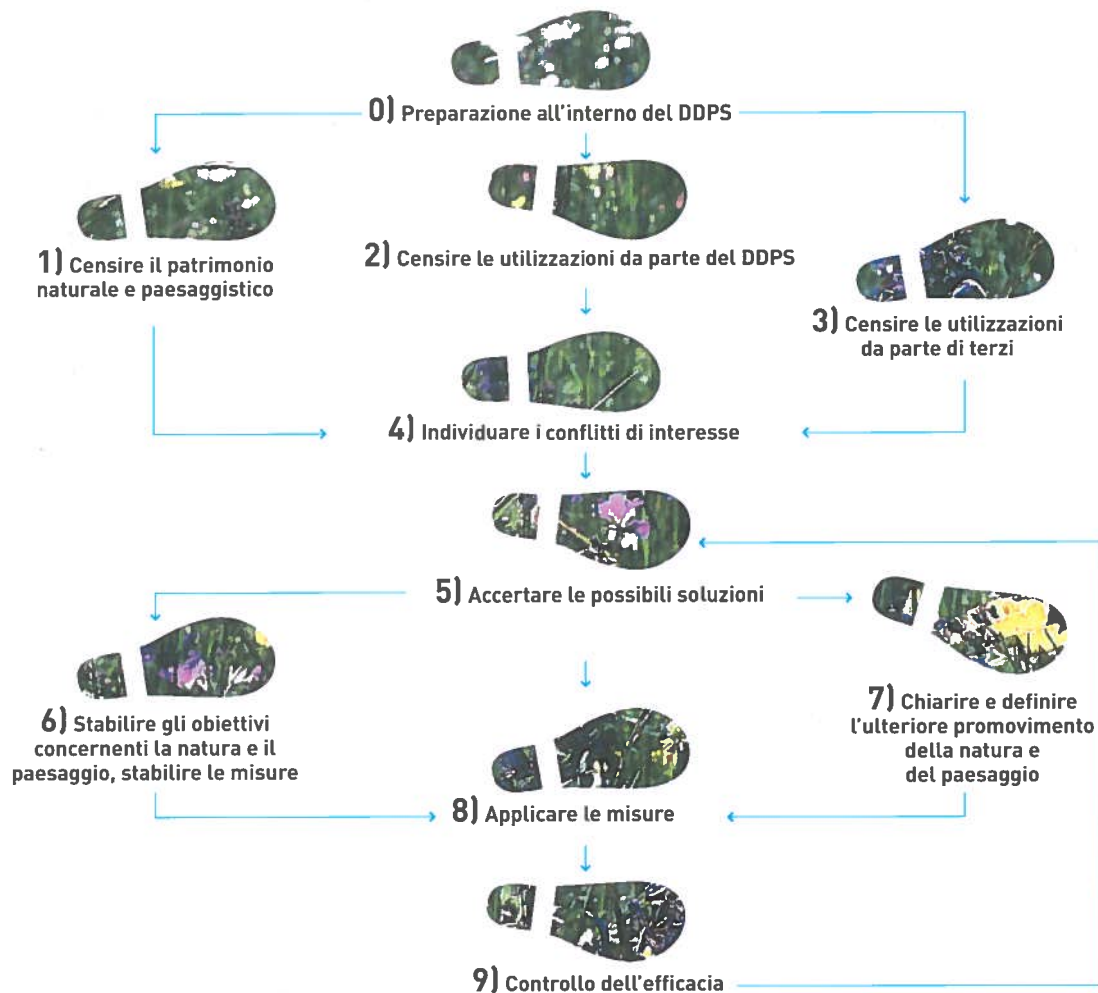 0) Preparazione all'interno del DDPS
1) Censire il patrimonio
naturale e paesaggistico
2) Censire le utilizzazioni da parte del DDPS
3) Censire le utilizzazioni
da parte di terzi
4) Individuare i conflitti di interesse
5) Accertare le possibili soluzioni
6) Stabilire gli obiettivi
concernenti la natura e il
paesaggio, stabilire le misure
7) Chiarire e definire
l'ulteriore promovimento
della natura e
del paesaggio
8) Applicare le misure
9) Controllo dell'efficacia